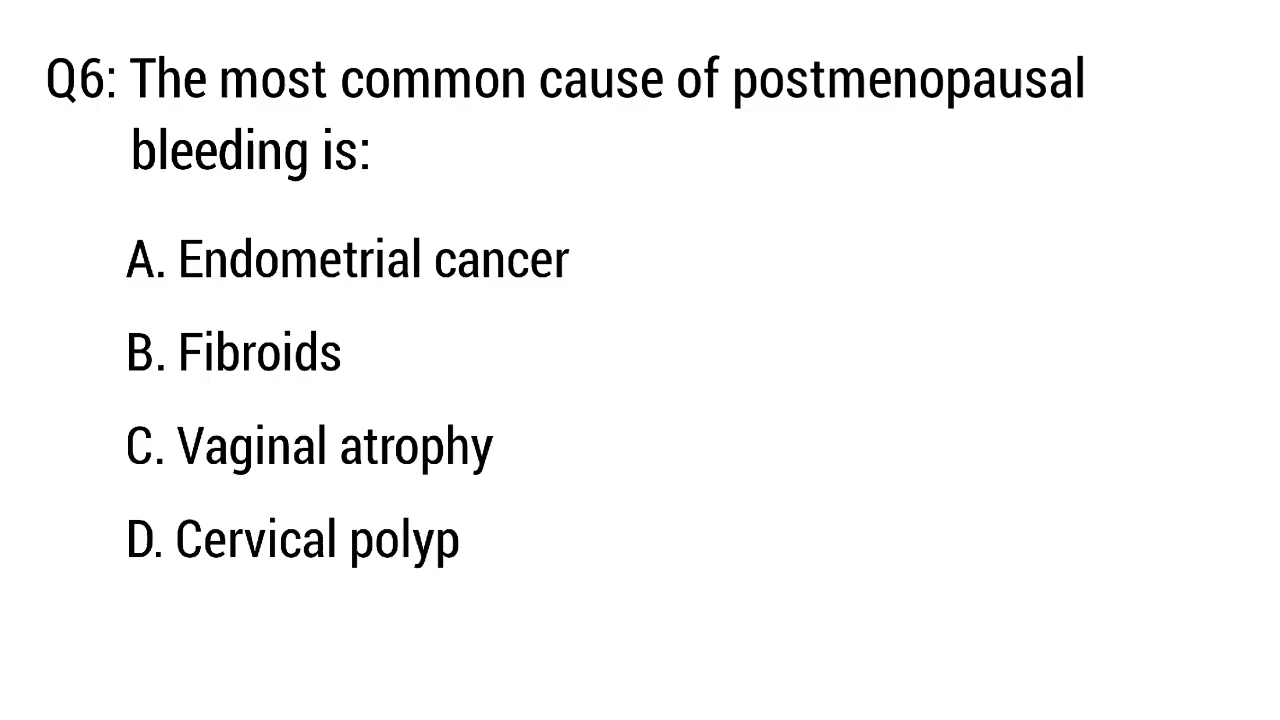 Q6: The most common cause of postmenopausal
bleeding is:
A. Endometrial cancer
B. Fibroids
C. Vaginal atrophy
D. Cervical polyp